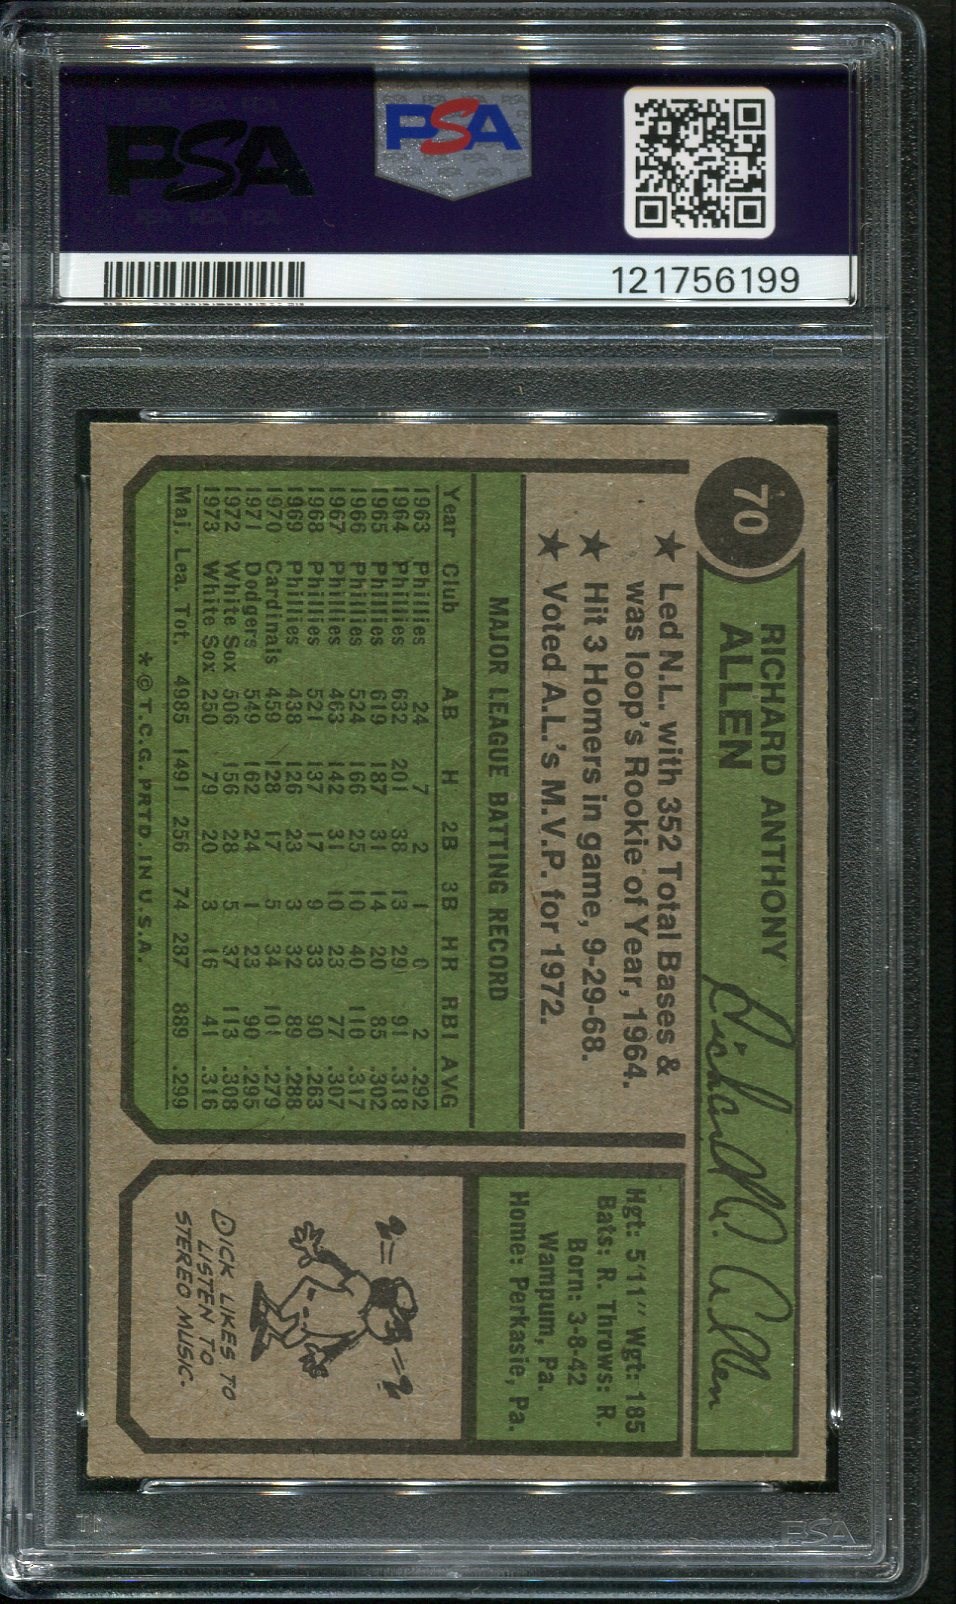 PSA
PSA
121756199
70
RICHARD ANTHONY
ALLEN
Richard A. Allen
★ Led N.L. with 352 Total Bases &
was loop's Rookie of Year, 1964.
★ Hit 3 Homers in game, 9-29-68.
★ Voted A.L.'s M.V.P. for 1972.
MAJOR LEAGUE BATTING RECORD
Year Club AB H 2B 3B HR RBI AVG
1963 Phillies 24 7 2 1 0 2 .292
1964 Phillies 632 201 38 13 29 91 .318
1965 Phillies 619 187 31 14 20 85 .302
1966 Phillies 524 166 25 10 40 110 .317
1967 Phillies 463 142 31 10 23 77 .307
1968 Phillies 521 137 17 9 33 90 .263
1969 Phillies 438 126 23 3 32 89 .288
1970 Cardinals 459 128 17 5 34 101 .279
1971 Dodgers 549 162 24 1 23 90 .295
1972 White Sox 506 156 28 5 37 113 .308
1973 White Sox 250 79 20 3 16 41 .316
Maj. Lea. Tot. 4985 1491 256 74 287 889 .299
* © T.C.G. PRTD. IN U.S.A.
Hgt: 5'11" Wgt: 185
Bats: R. Throws: R.
Born: 3-8-42
Wampum, Pa.
Home: Perkasie, Pa.
DICK LIKES TO
LISTEN TO
STEREO MUSIC.
PSA